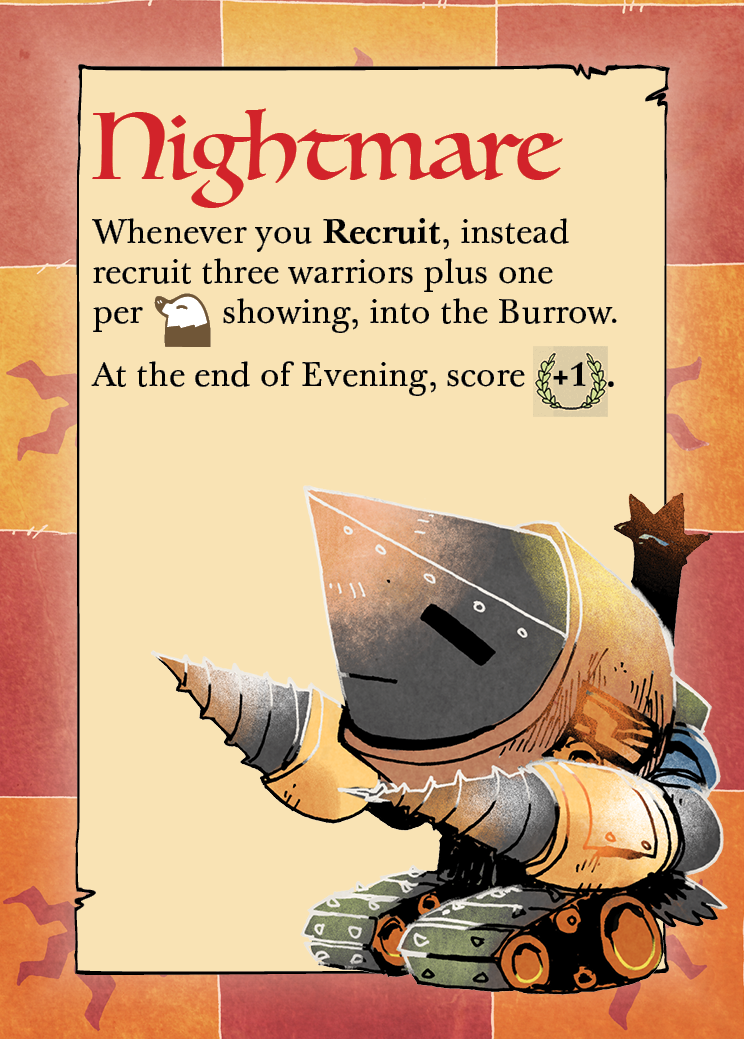 Nightmare
Whenever you Recruit, instead
recruit three warriors plus one
per showing, into the Burrow.
At the end of Evening, score +1.